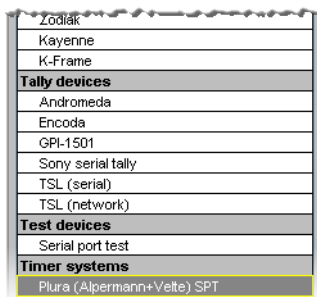 Zodiak
Kayenne
K-Frame
Tally devices
Andromeda
Encoda
GPI-1501
Sony serial tally
TSL (serial)
TSL (network)
Test devices
Serial port test
Timer systems
Plura (Alpermann+Velte) SPT